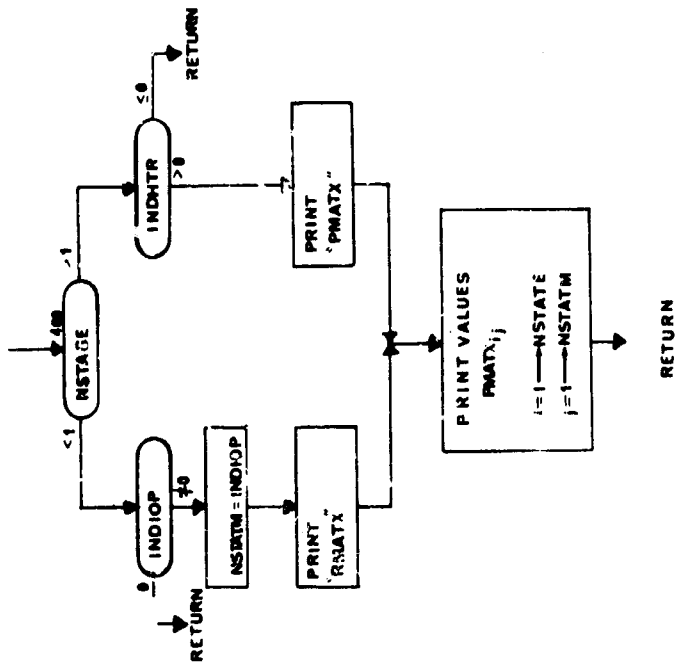 400
NSTAGE
<1
>1
INDIOP
0
≠0
RETURN
INDHTR
≤0
>0
RETURN
NSTATM = INDIOP
PRINT
"RMATX"
PRINT
"PMATX"
PRINT VALUES
PMATXij
i=1→NSTATE
j=1→NSTATM
RETURN